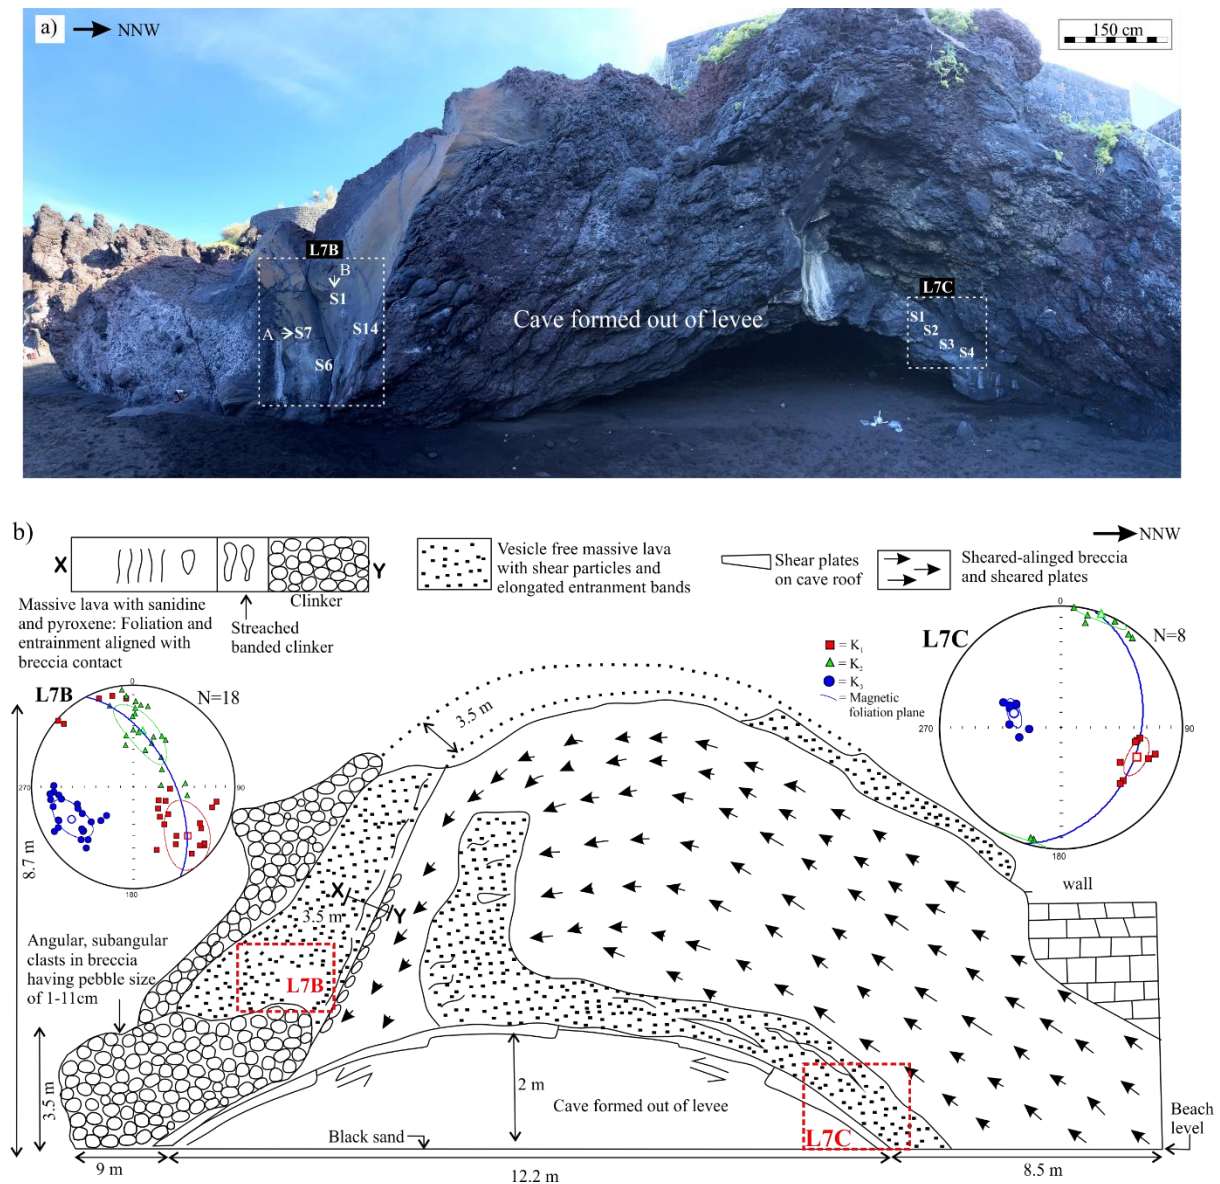 a)
NNW
150 cm
L7B
B
S1
A
S7
S14
S6
Cave formed out of levee
L7C
S1
S2
S3
S4
b)
NNW
X
Y
Clinker
Massive lava with sanidine
and pyroxene: Foliation and
entrainment aligned with
breccia contact
Streached
banded clinker
Vesicle free massive lava
with shear particles and
elongated entranment bands
Shear plates
on cave roof
Sheared-alinged breccia
and sheared plates
L7B
N=18
0
90
180
270
= K1
= K2
= K3
= Magnetic
foliation plane
L7C
N=8
0
90
180
270
3.5 m
8.7 m
X
Y
3.5 m
L7B
Angular, subangular
clasts in breccia
having pebble size
of 1-11cm
3.5 m
wall
2 m
Cave formed out of levee
L7C
Black sand
Beach
level
9 m
12.2 m
8.5 m